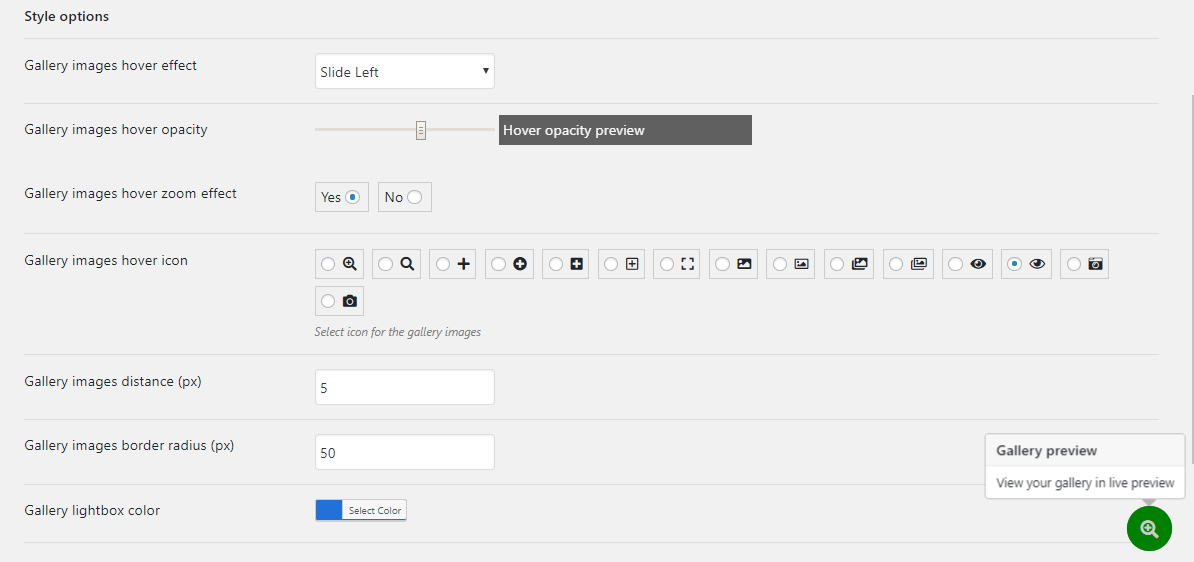 Style options
Gallery images hover effect
Slide Left
Gallery images hover opacity
Hover opacity preview
Gallery images hover zoom effect
Yes
No
Gallery images hover icon
Select icon for the gallery images
Gallery images distance (px)
5
Gallery images border radius (px)
50
Gallery preview
View your gallery in live preview
Gallery lightbox color
Select Color